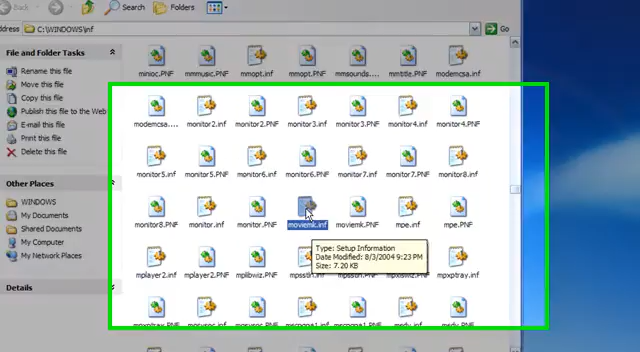 Back
Search
Folders
ddress
C:\WINDOWS\inf
Go
File and Folder Tasks
Rename this file
Move this file
Copy this file
Publish this file to the Web
E-mail this file
Print this file
Delete this file
Other Places
WINDOWS
My Documents
Shared Documents
My Computer
My Network Places
Details
minioc.PNF mmmusic.PNF mmopt.inf mmopt.PNF mmsounds.... mmtitle.PNF modemcsa.inf
modemcsa.... monitor2.inf monitor2.PNF monitor3.inf monitor3.PNF monitor4.inf monitor4.PNF
monitor5.inf monitor5.PNF monitor6.inf monitor6.PNF monitor7.inf monitor7.PNF monitor8.inf
monitor8.PNF monitor.inf monitor.PNF moviemk.inf moviemk.PNF mpe.inf mpe.PNF
mplayer2.inf mplayer2.PNF mplibwiz.PNF mpsstln.inf mpxptray.inf
Type: Setup Information
Date Modified: 8/3/2004 9:23 PM
Size: 7.20 KB
mpxptray.PNF